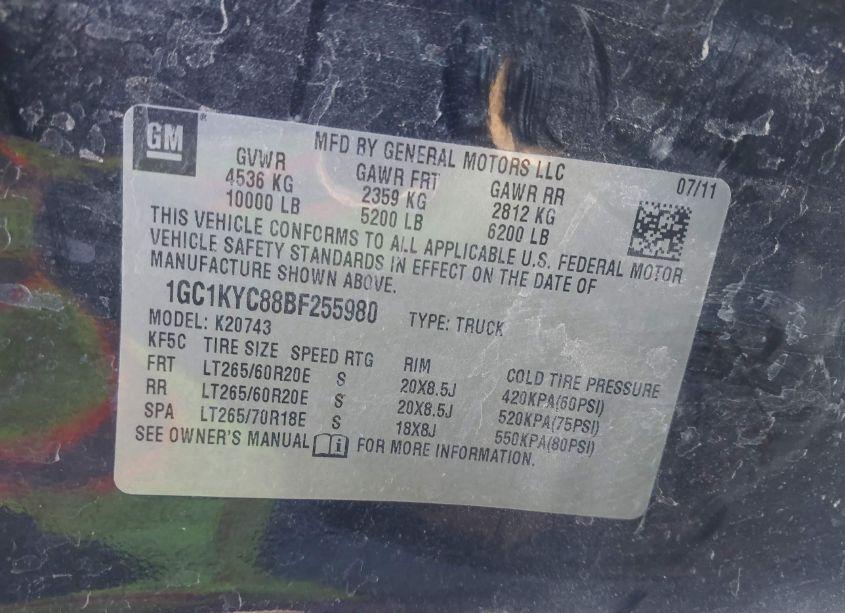 GM ®
MFD BY GENERAL MOTORS LLC 07/11
GVWR GAWR FRT GAWR RR
4536 KG 2359 KG 2812 KG
10000 LB 5200 LB 6200 LB
THIS VEHICLE CONFORMS TO ALL APPLICABLE U.S. FEDERAL MOTOR
VEHICLE SAFETY STANDARDS IN EFFECT ON THE DATE OF
MANUFACTURE SHOWN ABOVE.
1GC1KYC88BF255980 TYPE: TRUCK
MODEL: K20743
KF5C TIRE SIZE SPEED RTG RIM COLD TIRE PRESSURE
FRT LT265/60R20E S 20X8.5J 420KPA(60PSI)
RR LT265/60R20E S 20X8.5J 520KPA(75PSI)
SPA LT265/70R18E S 18X8J 550KPA(80PSI)
SEE OWNER'S MANUAL i FOR MORE INFORMATION.